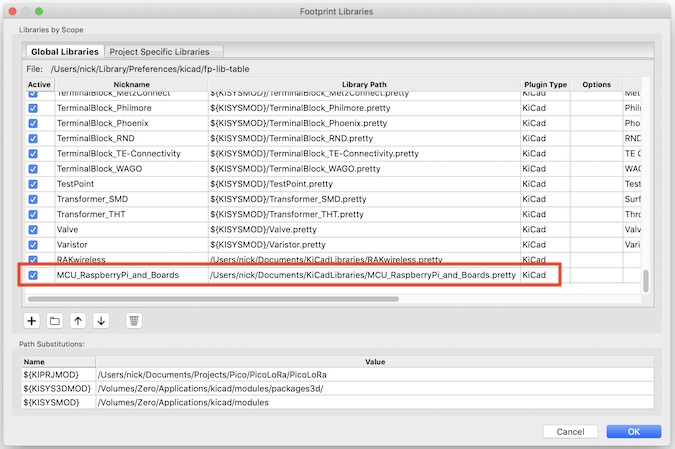 Footprint Libraries
Libraries by Scope
Global Libraries Project Specific Libraries
File: /Users/nick/Library/Preferences/kicad/fp-lib-table
Active Nickname Library Path Plugin Type Options Description
TerminalBlock_MetzConnect ${KISYSMOD}/TerminalBlock_MetzConnect.pretty KiCad Met
TerminalBlock_Philmore ${KISYSMOD}/TerminalBlock_Philmore.pretty KiCad Philn
TerminalBlock_Phoenix ${KISYSMOD}/TerminalBlock_Phoenix.pretty KiCad Pho
TerminalBlock_RND ${KISYSMOD}/TerminalBlock_RND.pretty KiCad RND
TerminalBlock_TE-Connectivity ${KISYSMOD}/TerminalBlock_TE-Connectivity.pretty KiCad TE C
TerminalBlock_WAGO ${KISYSMOD}/TerminalBlock_WAGO.pretty KiCad WAG
TestPoint ${KISYSMOD}/TestPoint.pretty KiCad Test
Transformer_SMD ${KISYSMOD}/Transformer_SMD.pretty KiCad Surf
Transformer_THT ${KISYSMOD}/Transformer_THT.pretty KiCad Thro
Valve ${KISYSMOD}/Valve.pretty KiCad Valv
Varistor ${KISYSMOD}/Varistor.pretty KiCad Vari
RAKwireless /Users/nick/Documents/KiCadLibraries/RAKwireless.pretty KiCad
MCU_RaspberryPi_and_Boards /Users/nick/Documents/KiCadLibraries/MCU_RaspberryPi_and_Boards.pretty KiCad
Path Substitutions:
Name Value
${KIPRJMOD} /Users/nick/Documents/Projects/Pico/PicoLoRa/PicoLoRa
${KISYS3DMOD} /Volumes/Zero/Applications/kicad/modules/packages3d/
${KISYSMOD} /Volumes/Zero/Applications/kicad/modules
Cancel OK